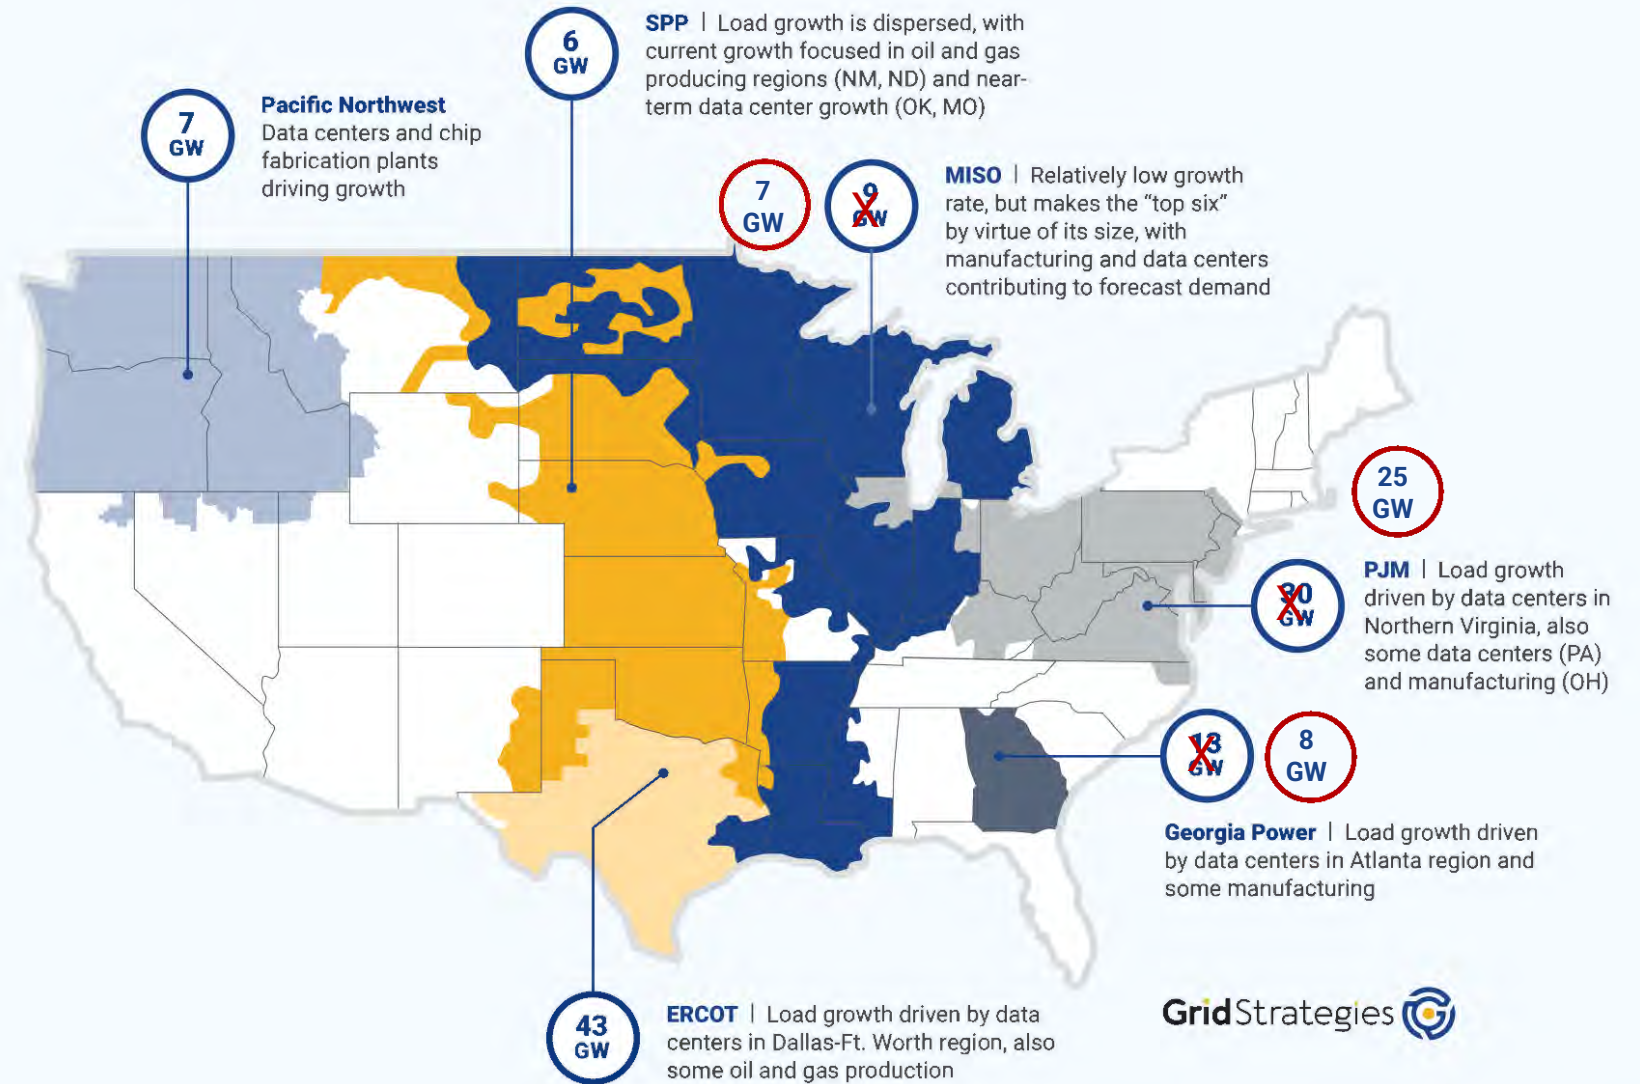 6
GW
SPP | Load growth is dispersed, with
current growth focused in oil and gas
producing regions (NM, ND) and near-
term data center growth (OK, MO)
7
GW
Pacific Northwest
Data centers and chip
fabrication plants
driving growth
7
GW
9
GW
MISO | Relatively low growth
rate, but makes the “top six”
by virtue of its size, with
manufacturing and data centers
contributing to forecast demand
25
GW
30
GW
PJM | Load growth
driven by data centers in
Northern Virginia, also
some data centers (PA)
and manufacturing (OH)
13
GW
8
GW
Georgia Power | Load growth driven
by data centers in Atlanta region and
some manufacturing
43
GW
ERCOT | Load growth driven by data
centers in Dallas-Ft. Worth region, also
some oil and gas production
GridStrategies